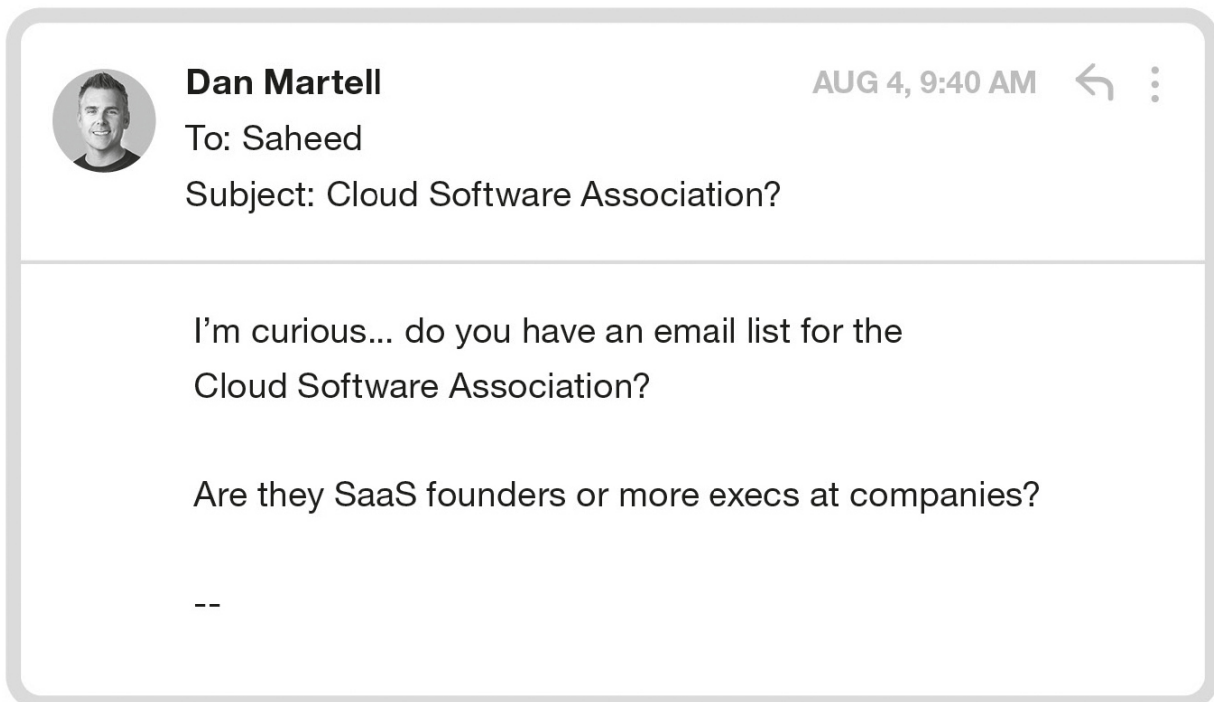 Dan Martell
AUG 4, 9:40 AM
To: Saheed
Subject: Cloud Software Association?
I’m curious... do you have an email list for the
Cloud Software Association?
Are they SaaS founders or more execs at companies?
--